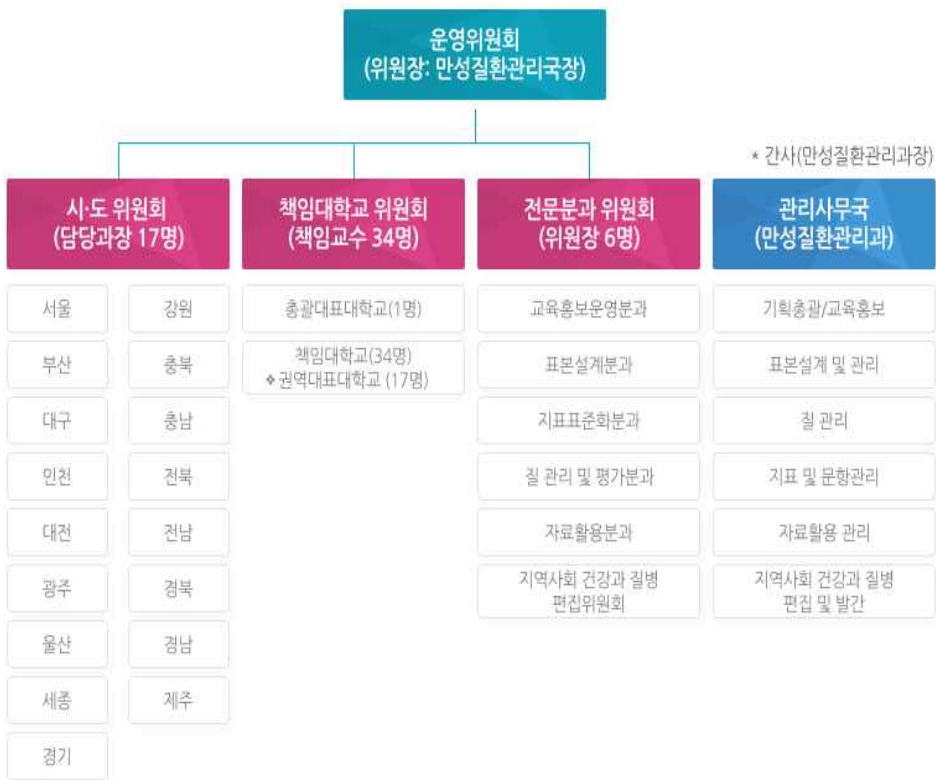 운영위원회
(위원장: 만성질환관리국장)
* 간사(만성질환관리과장)
시·도 위원회
(담당과장 17명)
서울
강원
부산
충북
대구
충남
인천
전북
대전
전남
광주
경북
울산
경남
세종
제주
경기
책임대학교 위원회
(책임교수 34명)
총괄대표대학교(1명)
책임대학교(34명)
❖권역대표대학교 (17명)
전문분과 위원회
(위원장 6명)
교육홍보운영분과
표본설계분과
지표표준화분과
질 관리 및 평가분과
자료활용분과
지역사회 건강과 질병
편집위원회
관리사무국
(만성질환관리과)
기획총괄/교육홍보
표본설계 및 관리
질 관리
지표 및 문항관리
자료활용 관리
지역사회 건강과 질병
편집 및 발간